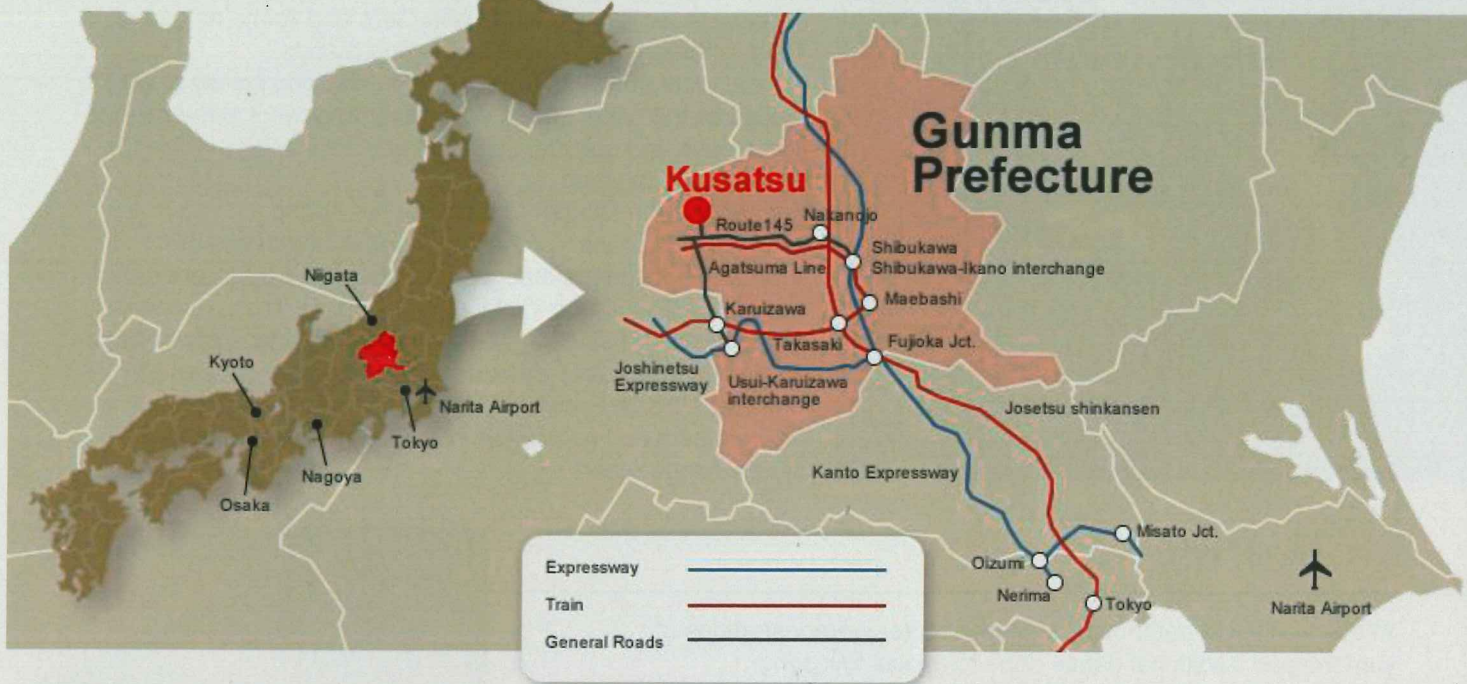 Niigata
Kyoto
Narita Airport
Tokyo
Nagoya
Osaka
Gunma
Prefecture
Kusatsu
Route145
Nakanojo
Shibukawa
Shibukawa-Ikano interchange
Agatsuma Line
Maebashi
Karuizawa
Takasaki
Fujioka Jct.
Joshinetsu
Expressway
Usui-Karuizawa
interchange
Josetsu shinkansen
Kanto Expressway
Misato Jct.
Oizumi
Nerima
Tokyo
Narita Airport
Expressway
Train
General Roads